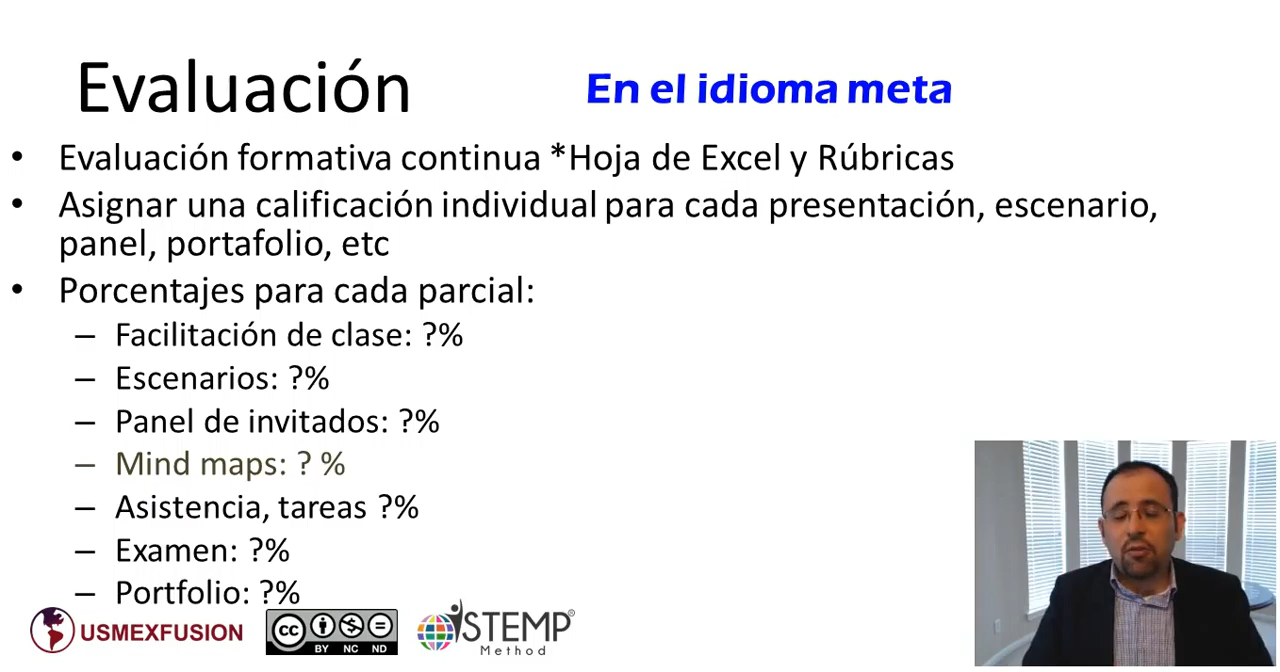 Evaluación
En el idioma meta
• Evaluación formativa continua *Hoja de Excel y Rúbricas
• Asignar una calificación individual para cada presentación, escenario,
panel, portafolio, etc
• Porcentajes para cada parcial:
– Facilitación de clase: ?%
– Escenarios: ?%
– Panel de invitados: ?%
– Mind maps: ? %
– Asistencia, tareas ?%
– Examen: ?%
– Portfolio: ?%
USMEXFUSION
cc
BY NC ND
STEMP®
Method